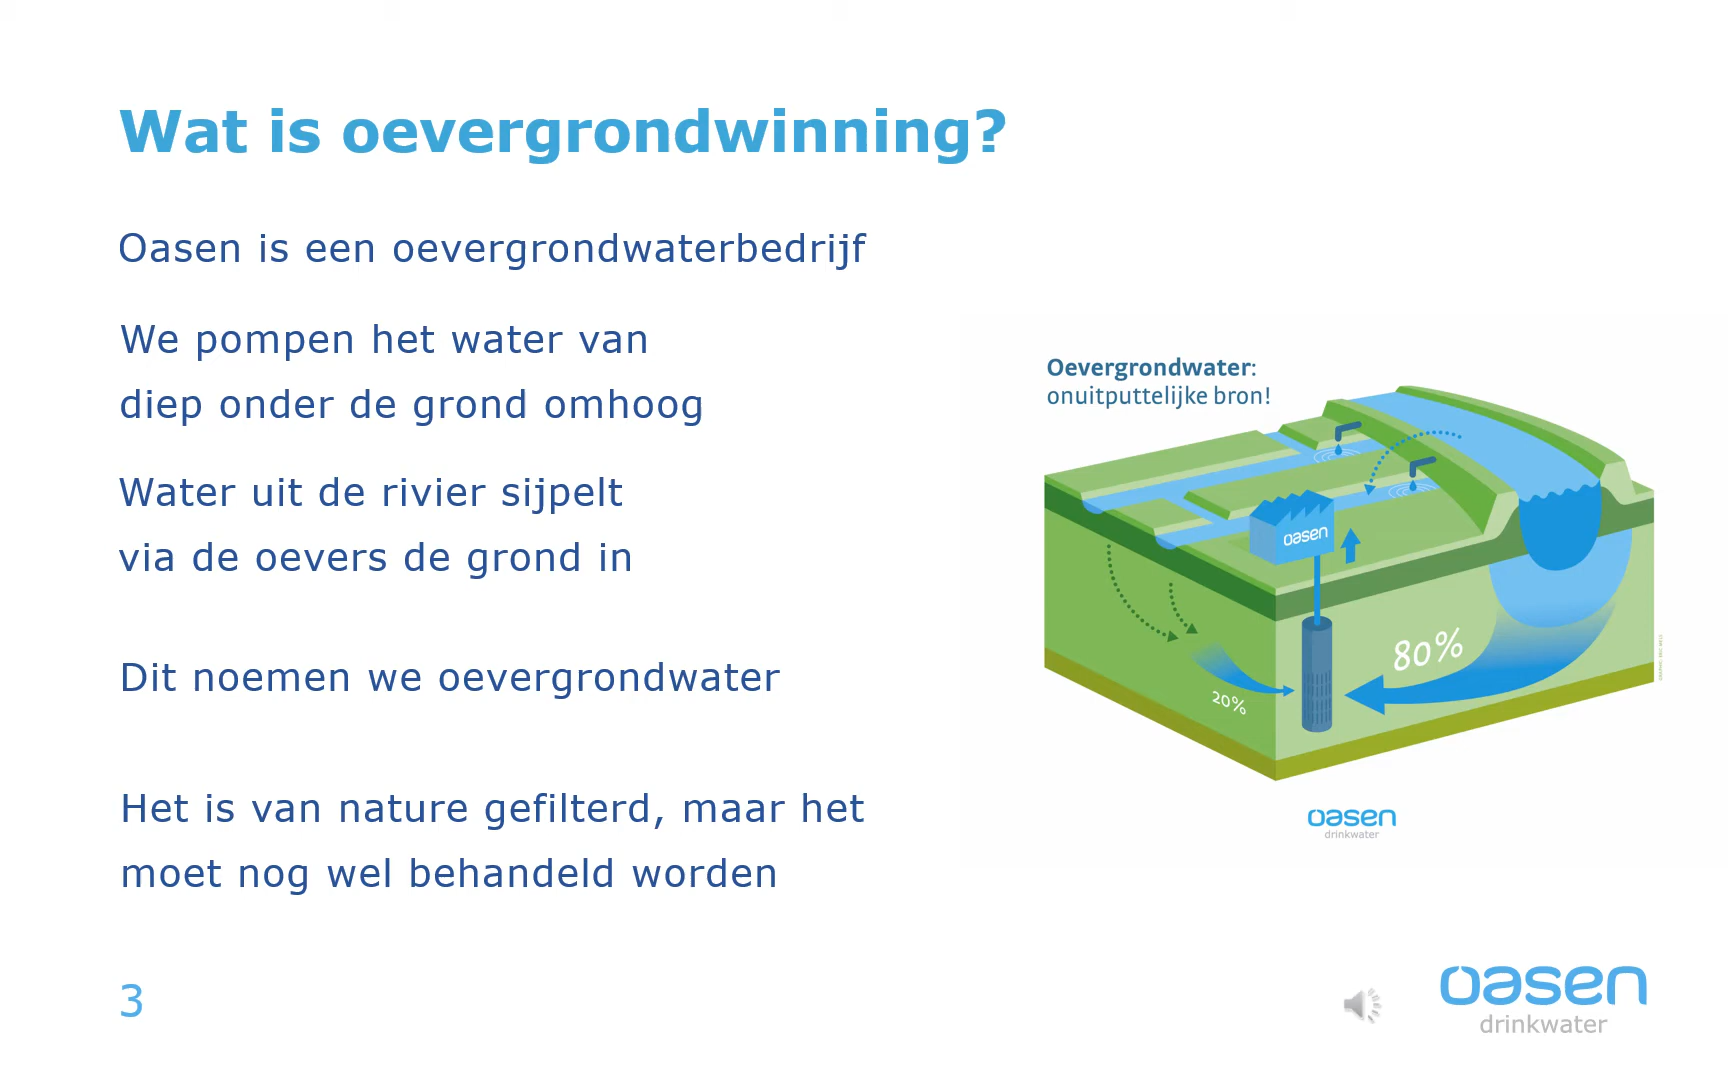 Wat is oevergrondwinning?
Oasen is een oevergrondwaterbedrijf
We pompen het water van
diep onder de grond omhoog
Water uit de rivier sijpelt
via de oevers de grond in
Dit noemen we oevergrondwater
Het is van nature gefilterd, maar het
moet nog wel behandeld worden
Oevergrondwater:
onuitputtelijke bron!
oasen
80%
20%
oasen
drinkwater
3
oasen
drinkwater